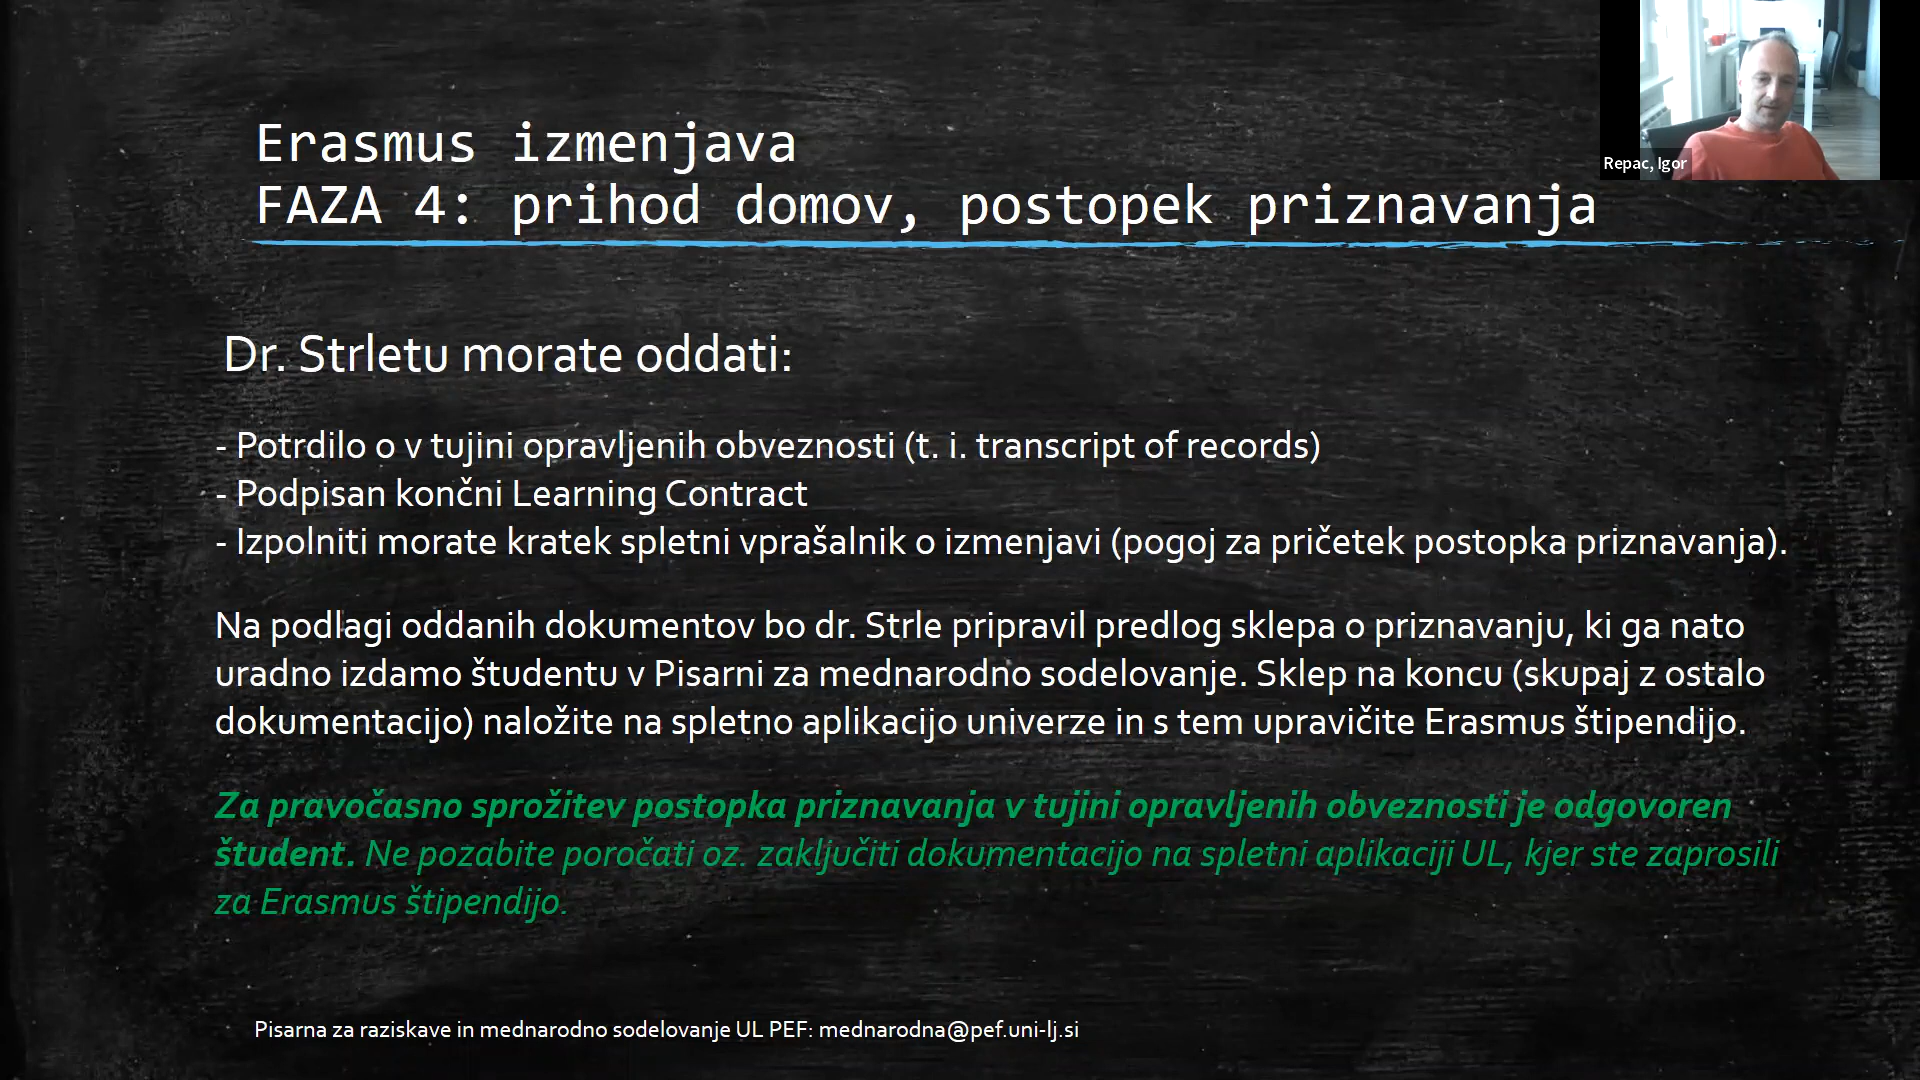 Erasmus izmenjava
FAZA 4: prihod domov, postopek priznavanja
Repac, Igor
Dr. Strletu morate oddati:
- Potrdilo o v tujini opravljenih obveznosti (t. i. transcript of records)
- Podpisan končni Learning Contract
- Izpolniti morate kratek spletni vprašalnik o izmenjavi (pogoj za pričetek postopka priznavanja).
Na podlagi oddanih dokumentov bo dr. Strle pripravil predlog sklepa o priznavanju, ki ga nato
uradno izdamo študentu v Pisarni za mednarodno sodelovanje. Sklep na koncu (skupaj z ostalo
dokumentacijo) naložite na spletno aplikacijo univerze in s tem upravičite Erasmus štipendijo.
Za pravočasno sprožitev postopka priznavanja v tujini opravljenih obveznosti je odgovoren
študent. Ne pozabite poročati oz. zaključiti dokumentacijo na spletni aplikaciji UL, kjer ste zaprosili
za Erasmus štipendijo.
Pisarna za raziskave in mednarodno sodelovanje UL PEF: mednarodna@pef.uni-lj.si